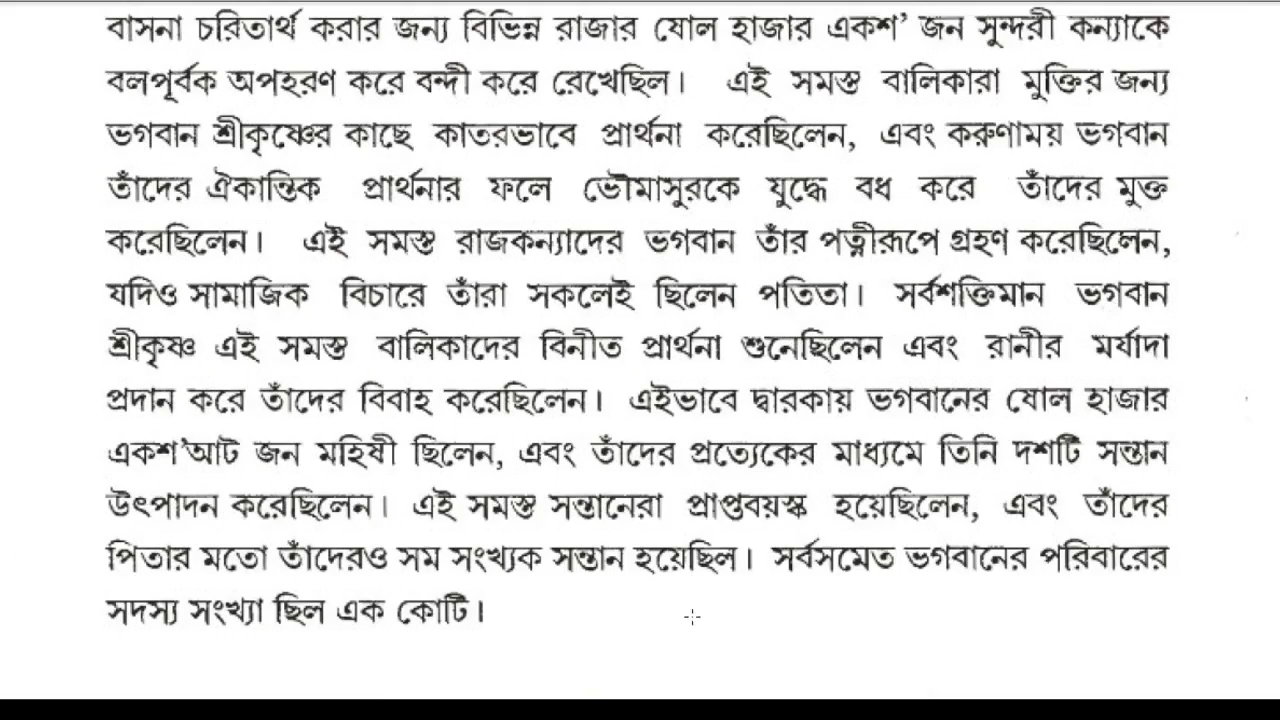 বাসনা চরিতার্থ করার জন্য বিভিন্ন রাজার ষোল হাজার একশ’ জন সুন্দরী কন্যাকে
বলপূর্বক অপহরণ করে বন্দী করে রেখেছিল। এই সমস্ত বালিকারা মুক্তির জন্য
ভগবান শ্রীকৃষ্ণের কাছে কাতরভাবে প্রার্থনা করেছিলেন, এবং করুণাময় ভগবান
তাঁদের ঐকান্তিক প্রার্থনার ফলে ভৌমাসুরকে যুদ্ধে বধ করে তাঁদের মুক্ত
করেছিলেন। এই সমস্ত রাজকন্যাদের ভগবান তাঁর পত্নীরূপে গ্রহণ করেছিলেন,
যদিও সামাজিক বিচারে তাঁরা সকলেই ছিলেন পতিতা। সর্বশক্তিমান ভগবান
শ্রীকৃষ্ণ এই সমস্ত বালিকাদের বিনীত প্রার্থনা শুনেছিলেন এবং রানীর মর্যাদা
প্রদান করে তাঁদের বিবাহ করেছিলেন। এইভাবে দ্বারকায় ভগবানের ষোল হাজার
একশ’আট জন মহিষী ছিলেন, এবং তাঁদের প্রত্যেকের মাধ্যমে তিনি দশটি সন্তান
উৎপাদন করেছিলেন। এই সমস্ত সন্তানেরা প্রাপ্তবয়স্ক হয়েছিলেন, এবং তাঁদের
পিতার মতো তাঁদেরও সম সংখ্যক সন্তান হয়েছিল। সর্বসমেত ভগবানের পরিবারের
সদস্য সংখ্যা ছিল এক কোটি।